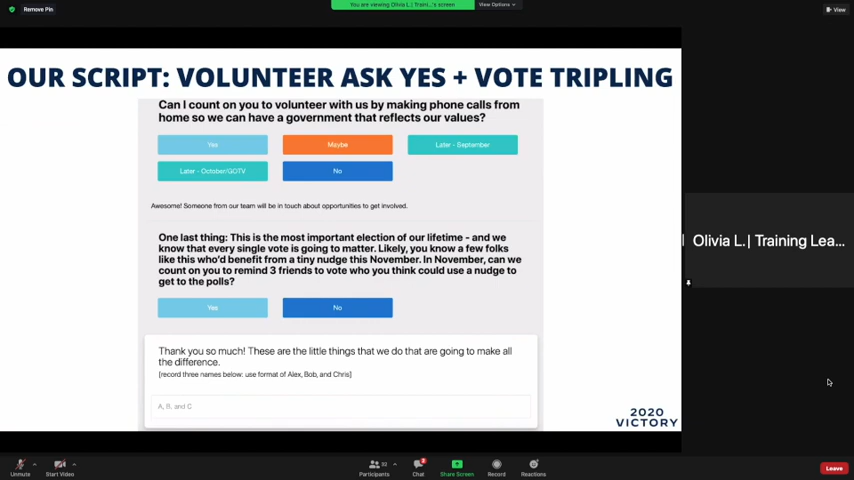 Remove Pin
You are viewing Olivia L.| Traini...'s screen
View Options
View
OUR SCRIPT: VOLUNTEER ASK YES + VOTE TRIPLING
Can I count on you to volunteer with us by making phone calls from
home so we can have a government that reflects our values?
Yes
Maybe
Later - September
Later - October/GOTV
No
Awesome! Someone from our team will be in touch about opportunities to get involved.
One last thing: This is the most important election of our lifetime - and we
know that every single vote is going to matter. Likely, you know a few folks
like this who'd benefit from a tiny nudge this November. In November, can we
count on you to remind 3 friends to vote who you think could use a nudge to
get to the polls?
Yes
No
Thank you so much! These are the little things that we do that are going to make all
the difference.
[record three names below: use format of Alex, Bob, and Chris]
A, B, and C
2020
VICTORY
Olivia L.| Training Lea...
Unmute
Start Video
Participants
92
Chat
Share Screen
Record
Reactions
Leave